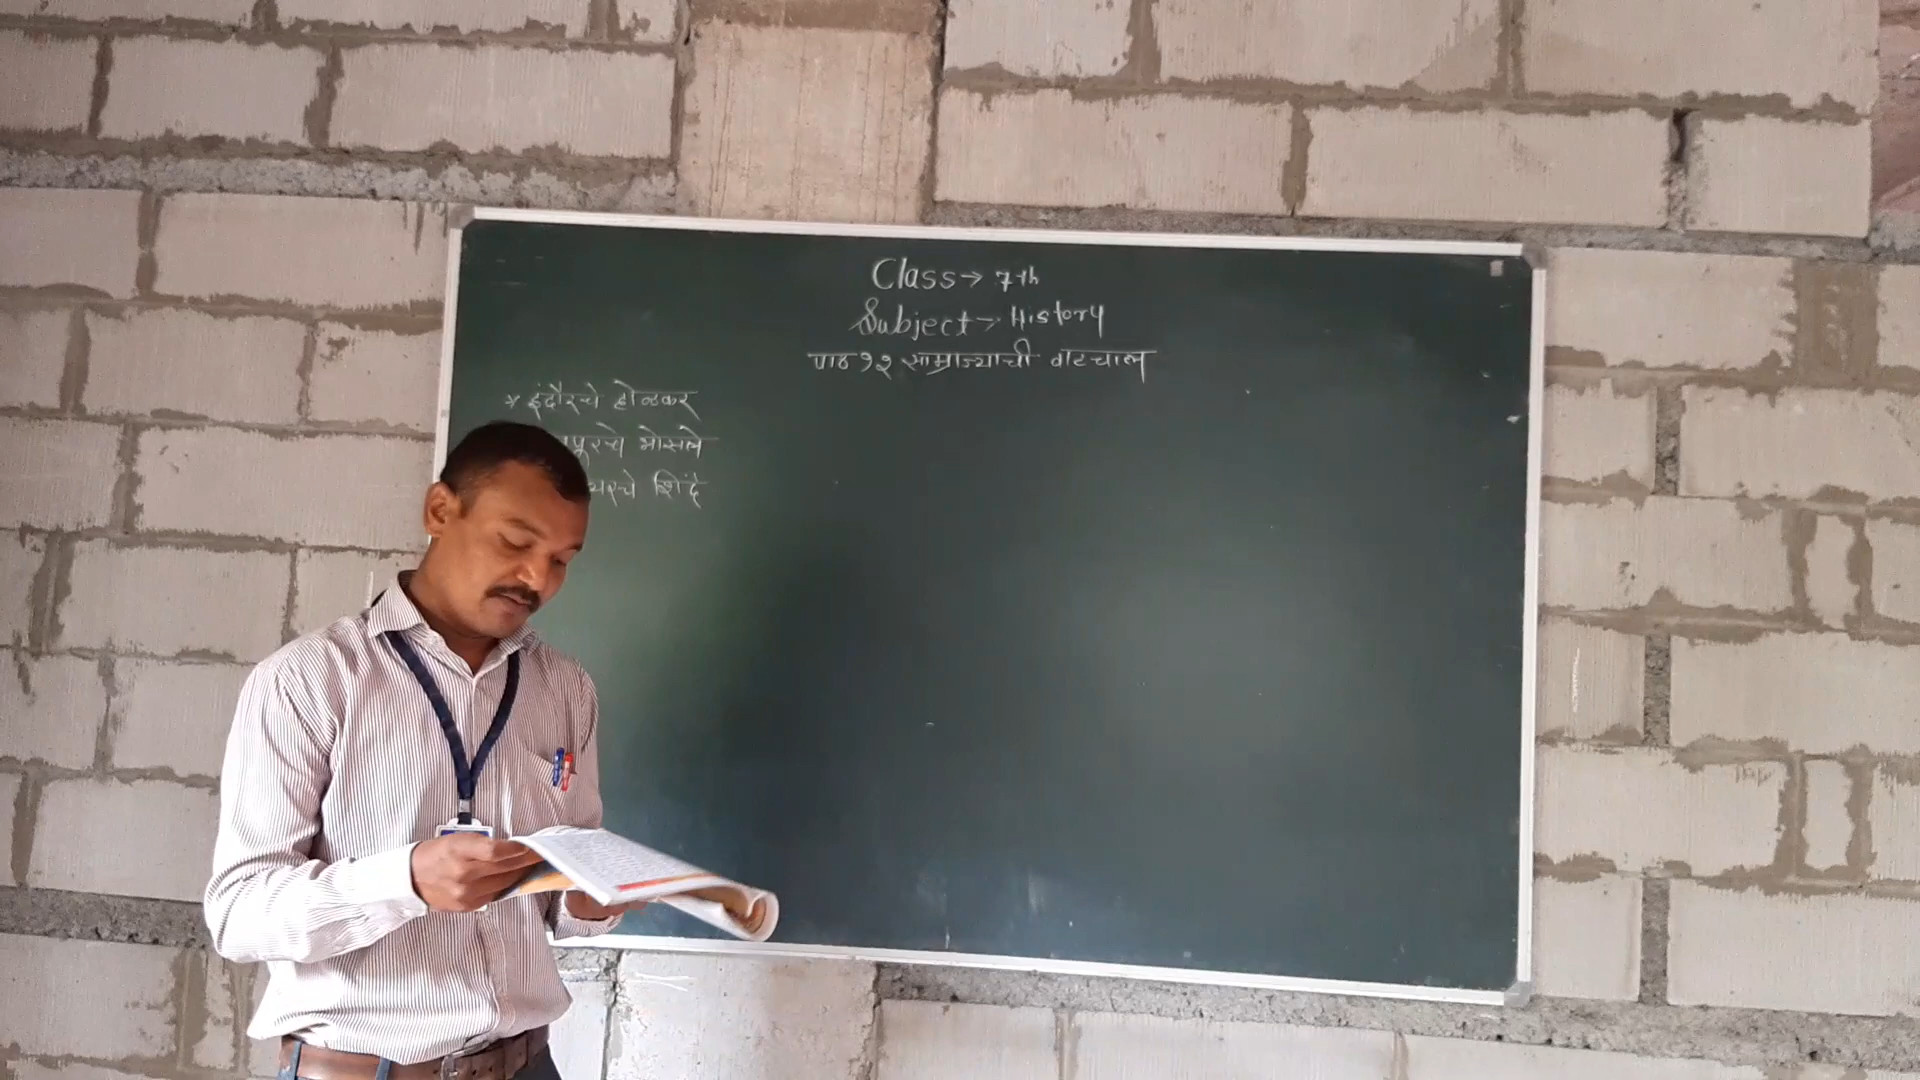 Class → 7th
Subject → History
पाठ १२ साम्राज्याची वाटचाल
* इंदौरचे होळकर
पूरचे भोसले
यरचे शिंदे